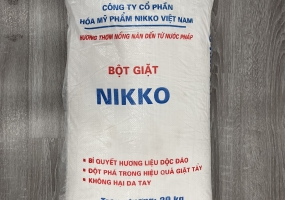 CÔNG TY CỔ PHẦN
HÓA MỸ PHẨM NIKKO VIỆT NAM
HƯƠNG THƠM NỒNG NÀN ĐẾN TỪ NƯỚC PHÁP
BỘT GIẶT
NIKKO
• BÍ QUYẾT HƯƠNG LIỆU ĐỘC ĐÁO
• ĐỘT PHÁ TRONG HIỆU QUẢ GIẶT TẨY
• KHÔNG HẠI DA TAY
kg